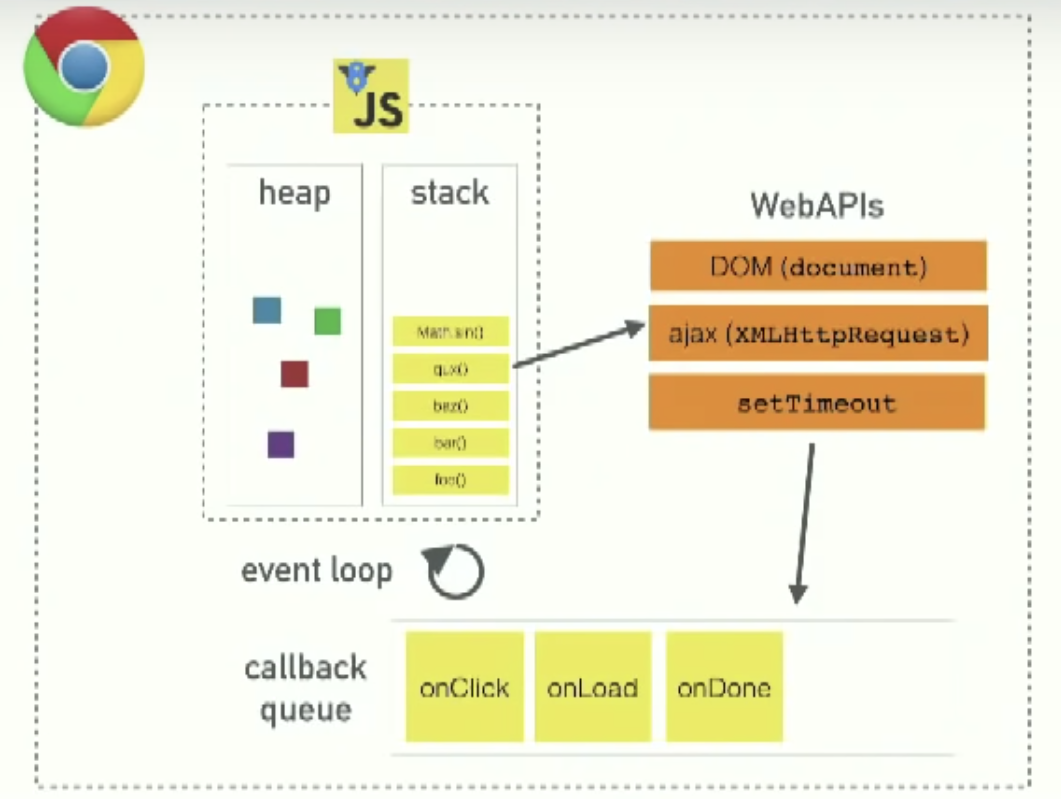 JS
heap
stack
Math.sin()
qux()
baz()
bar()
foo()
WebAPIs
DOM (document)
ajax (XMLHttpRequest)
setTimeout
event loop
callback
queue
onClick
onLoad
onDone